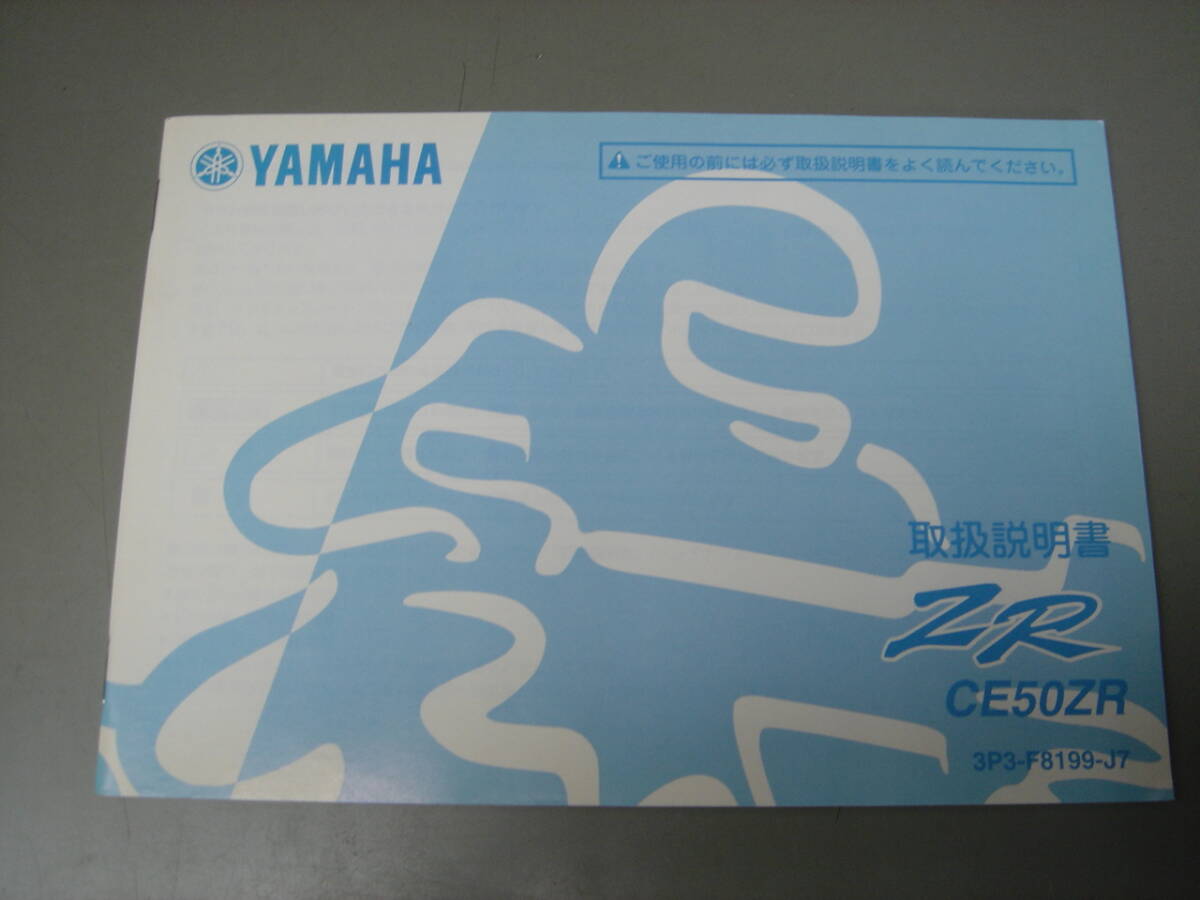 YAMAHA
ご使用の前には必ず取扱説明書をよく読んでください。
取扱説明書
ZR
CE50ZR
3P3-F8199-J7